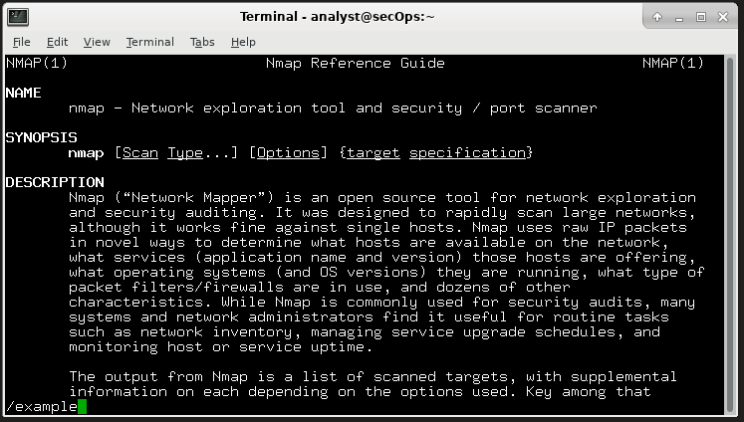 Terminal - analyst@secOps:~
File Edit View Terminal Tabs Help
NMAP(1) Nmap Reference Guide NMAP(1)
NAME
nmap - Network exploration tool and security / port scanner
SYNOPSIS
nmap [Scan Type...] [Options] {target specification}
DESCRIPTION
Nmap (“Network Mapper”) is an open source tool for network exploration
and security auditing. It was designed to rapidly scan large networks,
although it works fine against single hosts. Nmap uses raw IP packets
in novel ways to determine what hosts are available on the network,
what services (application name and version) those hosts are offering,
what operating systems (and OS versions) they are running, what type of
packet filters/firewalls are in use, and dozens of other
characteristics. While Nmap is commonly used for security audits, many
systems and network administrators find it useful for routine tasks
such as network inventory, managing service upgrade schedules, and
monitoring host or service uptime.
The output from Nmap is a list of scanned targets, with supplemental
information on each depending on the options used. Key among that
/example